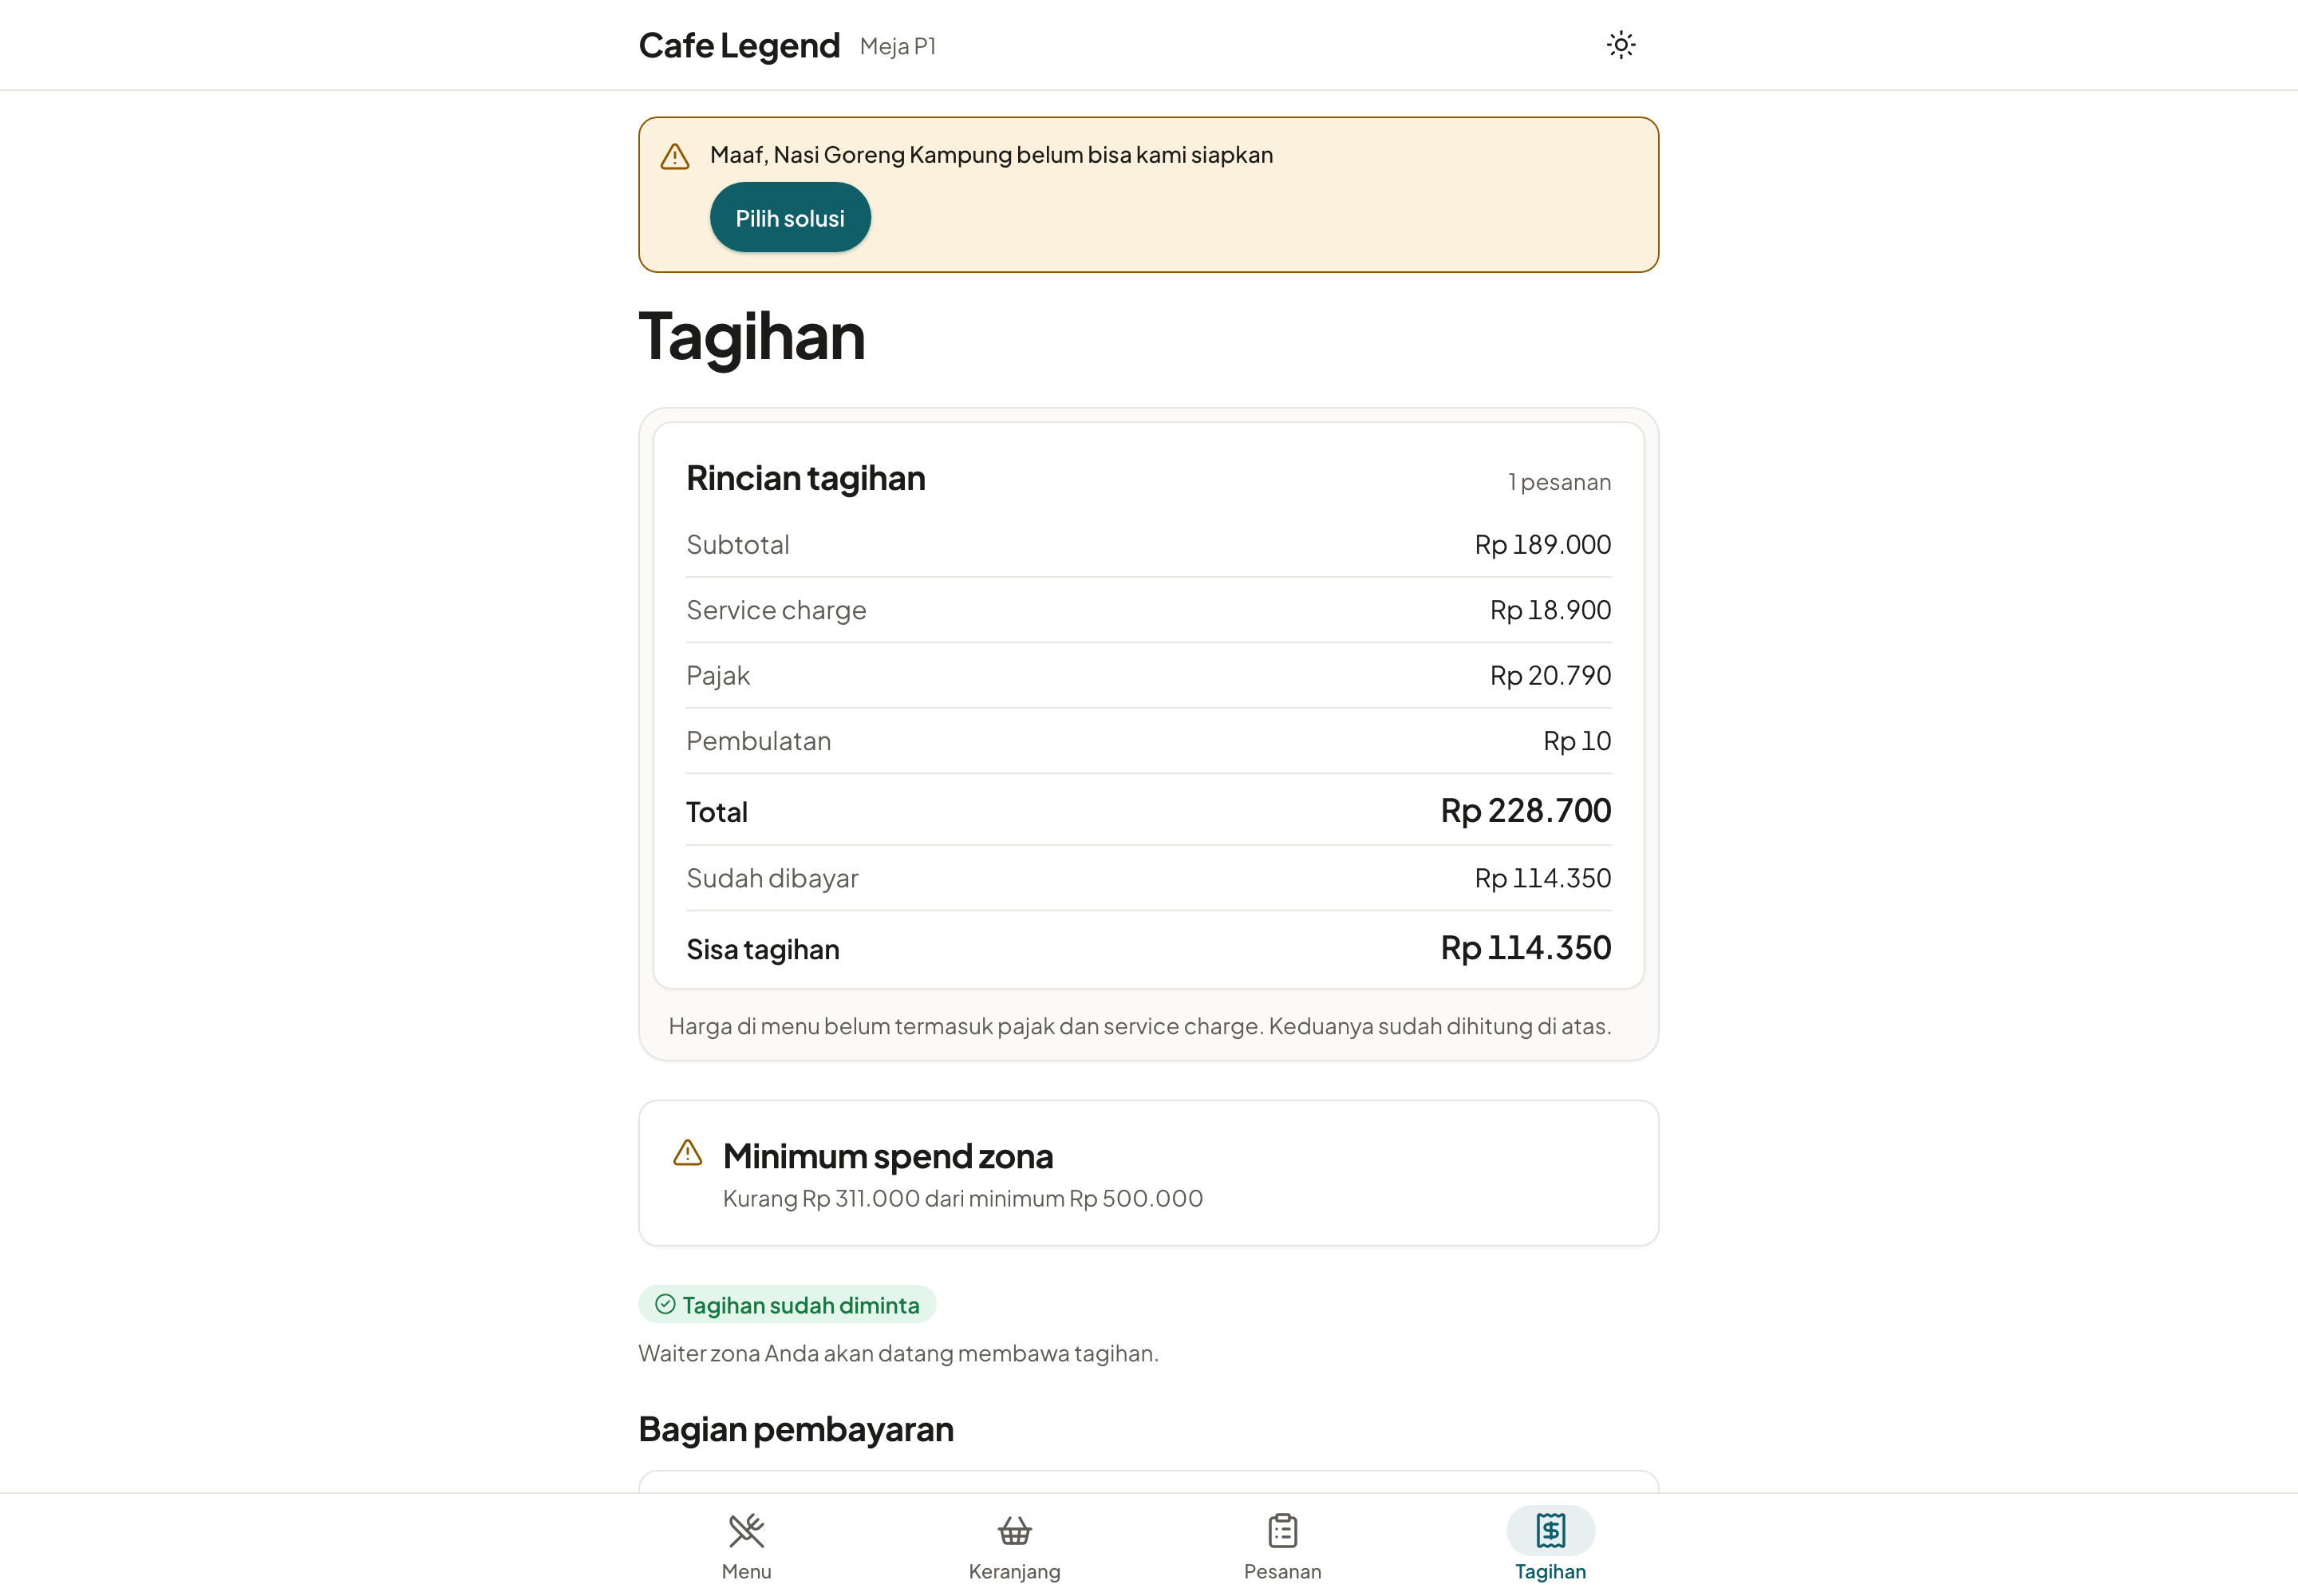 Cafe Legend Meja P1
Maaf, Nasi Goreng Kampung belum bisa kami siapkan
Pilih solusi
Tagihan
Rincian tagihan 1 pesanan
Subtotal Rp 189.000
Service charge Rp 18.900
Pajak Rp 20.790
Pembulatan Rp 10
Total Rp 228.700
Sudah dibayar Rp 114.350
Sisa tagihan Rp 114.350
Harga di menu belum termasuk pajak dan service charge. Keduanya sudah dihitung di atas.
Minimum spend zona
Kurang Rp 311.000 dari minimum Rp 500.000
Tagihan sudah diminta
Waiter zona Anda akan datang membawa tagihan.
Bagian pembayaran
Menu Keranjang Pesanan Tagihan